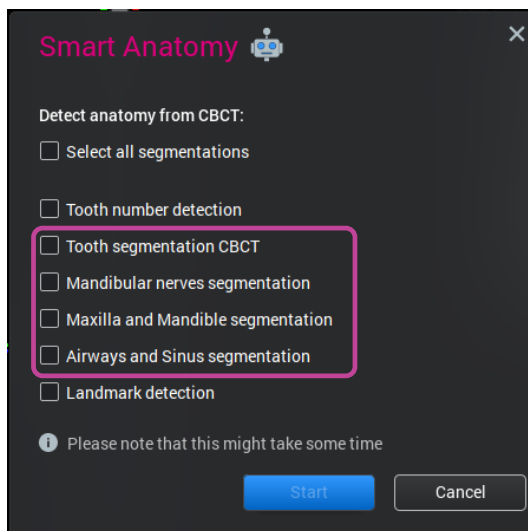 Smart Anatomy
Detect anatomy from CBCT:
Select all segmentations
Tooth number detection
Tooth segmentation CBCT
Mandibular nerves segmentation
Maxilla and Mandible segmentation
Airways and Sinus segmentation
Landmark detection
Please note that this might take some time
Start Cancel